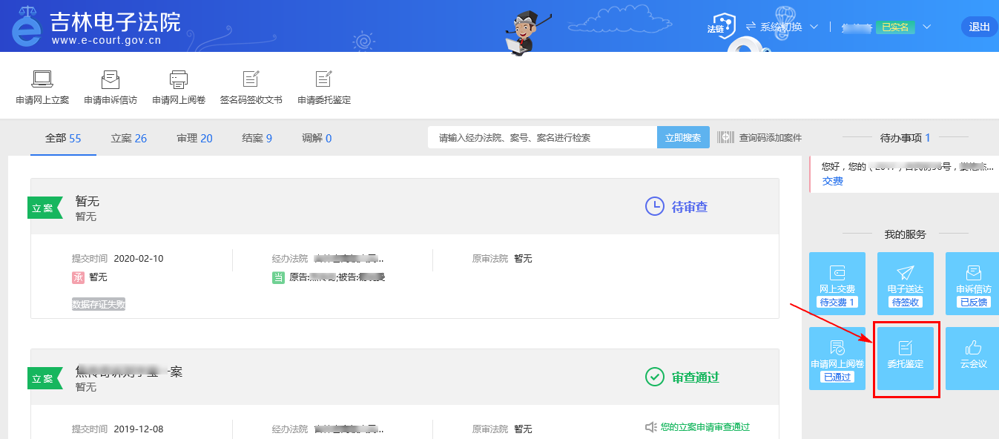 吉林电子法院
www.e-court.gov.cn
法链 系统切换 已实名 退出
申请网上立案 申请申诉信访 申请网上阅卷 签名码签收文书 申请委托鉴定
全部 55 立案 26 审理 20 结案 9 调解 0 请输入经办法院、案号、案名进行检索 立即搜索 查询码添加案件 待办事项 1
您好，您的
交费
立案 暂无 待审查
暂无
提交时间 2020-02-10 经办法院 原审法院 暂无
承 暂无 当 原告: ;被告:
数据存证失败
我的服务
网上交费 电子送达 申诉信访
待交费 1 待签收 已反馈
申请网上阅卷 委托鉴定 云会议
已通过
立案 一案 审查通过
暂无
提交时间 2019-12-08 经办法院 原审法院 暂无 您的立案申请审查通过